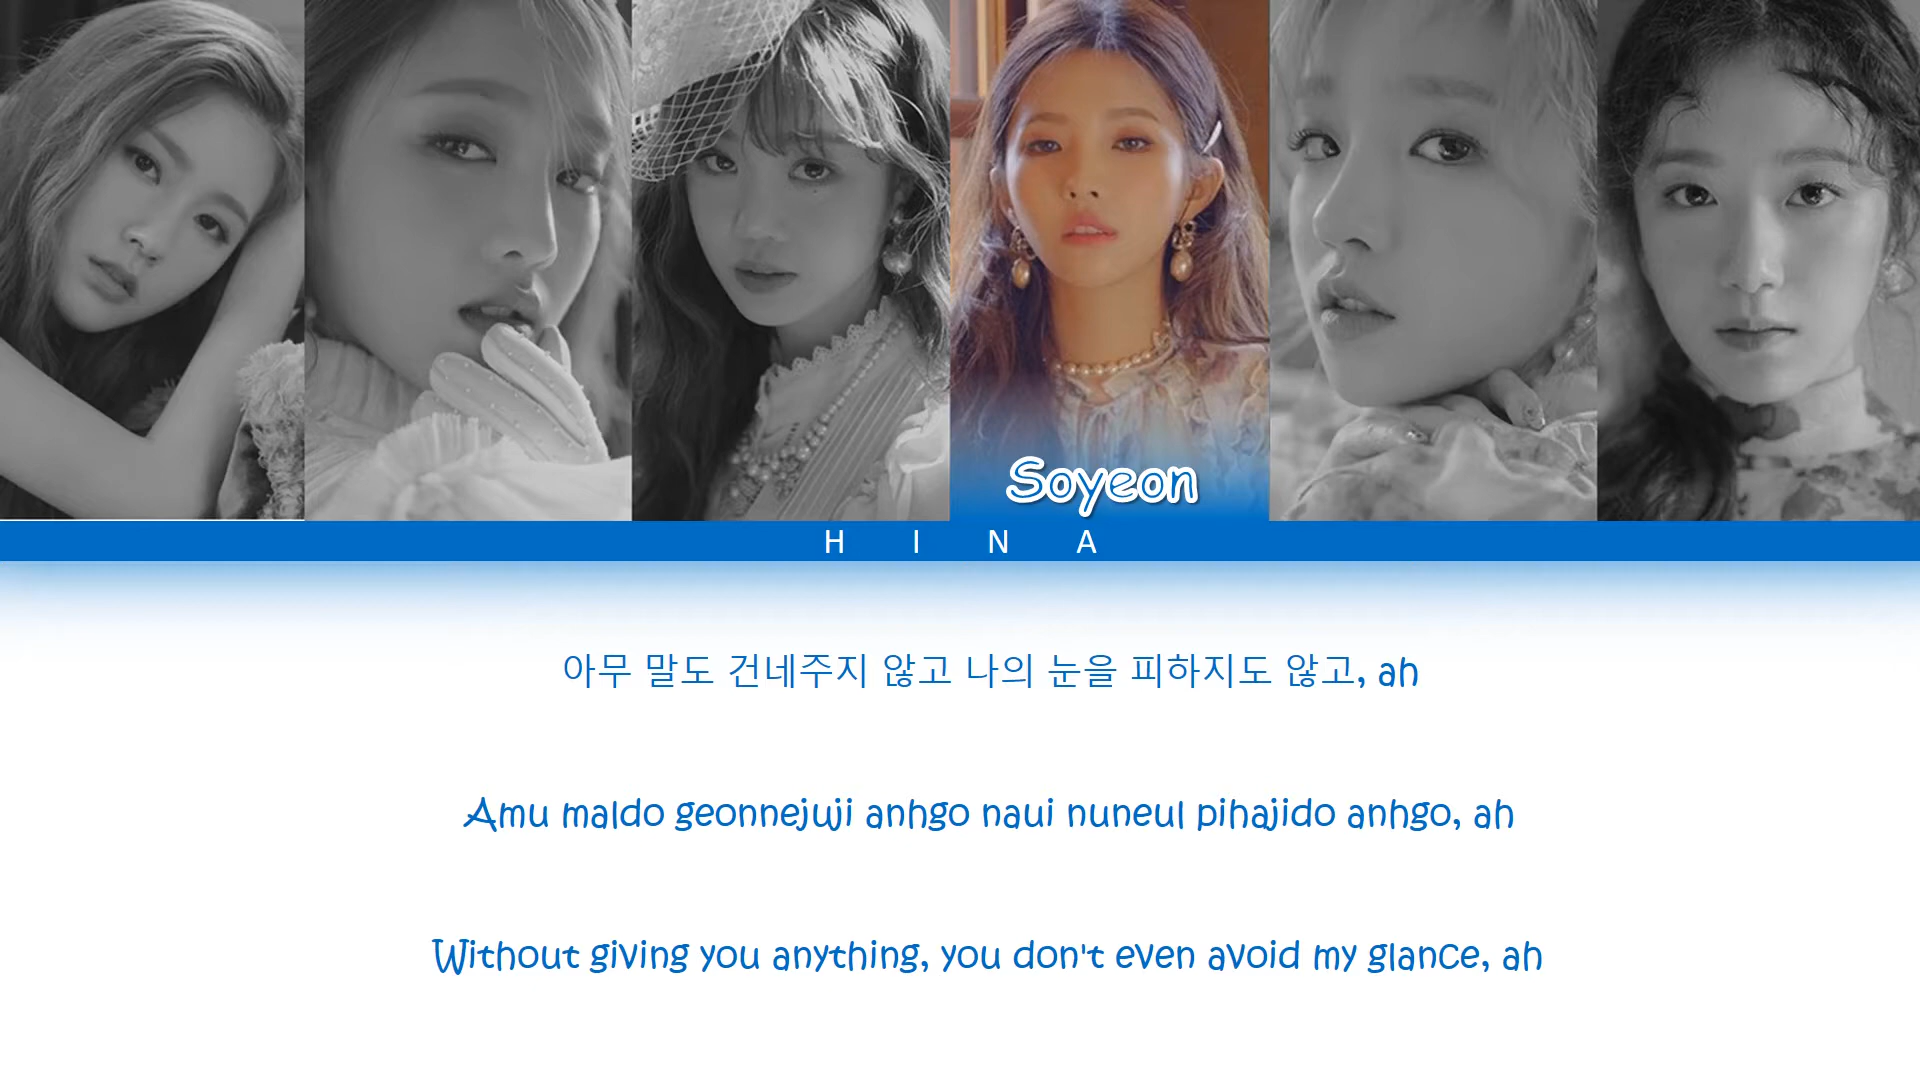 Soyeon
H I N A
아무 말도 건네주지 않고 나의 눈을 피하지도 않고, ah
Amu maldo geonnejuji anhgo naui nuneul pihajido anhgo, ah
Without giving you anything, you don't even avoid my glance, ah